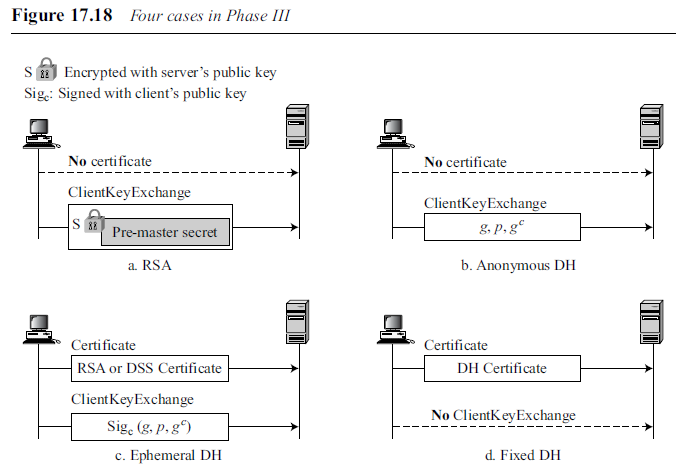 Figure 17.18 Four cases in Phase III
S Encrypted with server's public key
Sigc: Signed with client's public key
No certificate
ClientKeyExchange
S Pre-master secret
a. RSA
No certificate
ClientKeyExchange
g, p, g^c
b. Anonymous DH
Certificate
RSA or DSS Certificate
ClientKeyExchange
Sigc (g, p, g^c)
c. Ephemeral DH
Certificate
DH Certificate
No ClientKeyExchange
d. Fixed DH